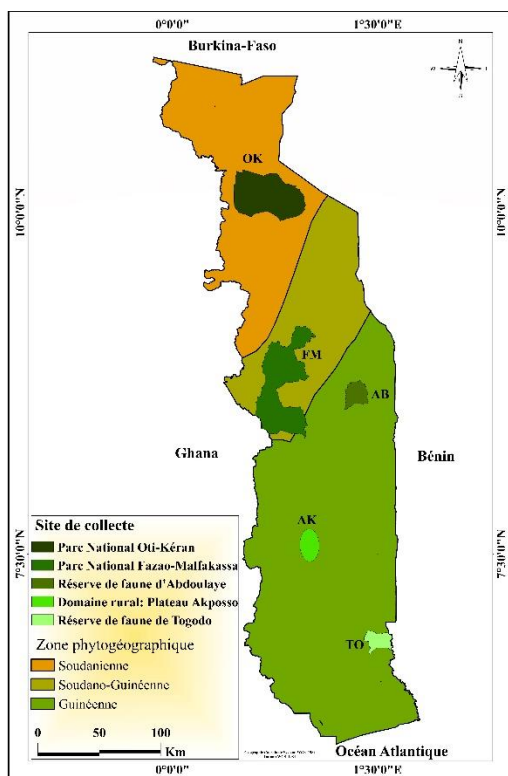 0°0'0" 1°30'0"E
Burkina-Faso
OK
10°0'0"N 10°0'0"N
FM
AB
Ghana Bénin
Site de collecte
Parc National Oti-Kéran
Parc National Fazao-Malfakassa
Réserve de faune d'Abdoulaye
Domaine rural: Plateau Akposso
Réserve de faune de Togodo
AK
7°30'0"N 7°30'0"N
Zone phytogéographique
Soudanienne
Soudano-Guinéenne
Guinéenne
TO
0 50 100
Km
Océan Atlantique
0°0'0" 1°30'0"E